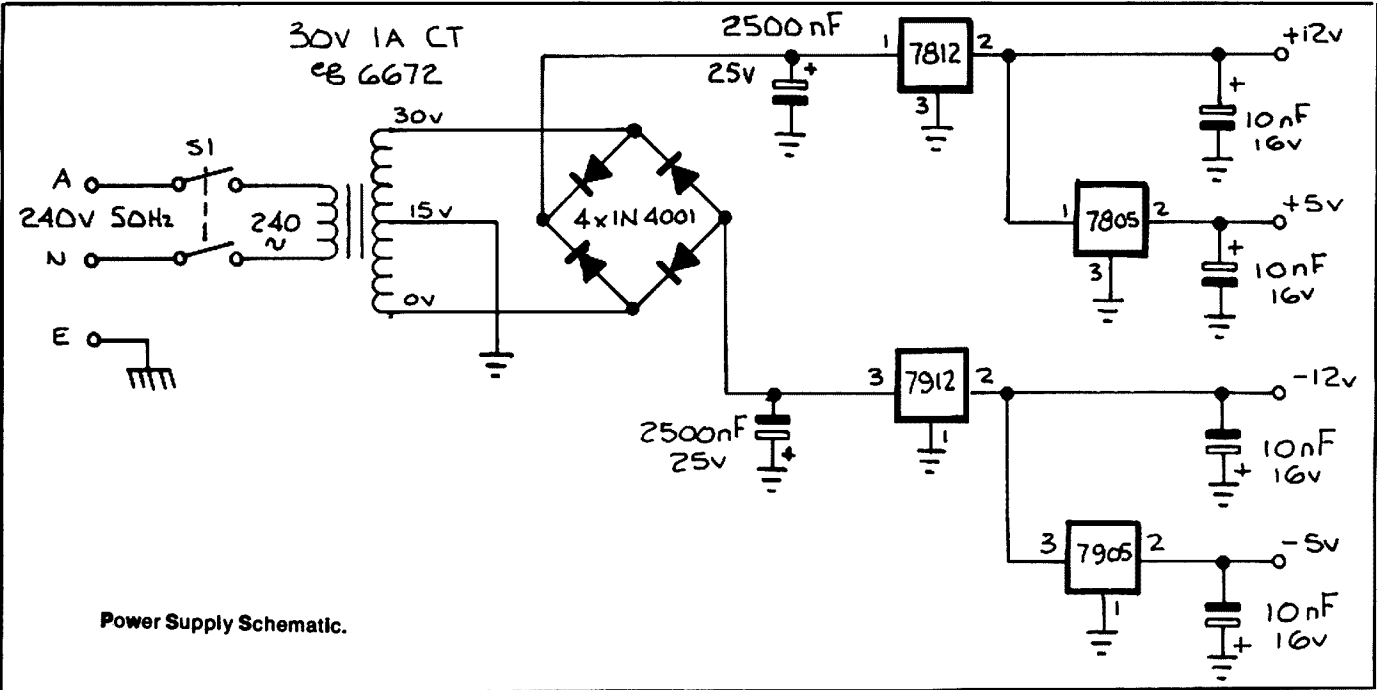 30V 1A CT
eg 6672
2500nF
25V
1
7812
2
3
+12v
+
10nF
16v
S1
A
240V 50Hz
N
E
240
~
30v
15v
0v
4x1N4001
+
1
7805
2
3
+5v
+
10nF
16v
3
7912
2
1
-12v
2500nF
25v
+
10nF
16v
+
3
7905
2
1
-5v
10nF
16v
+
Power Supply Schematic.